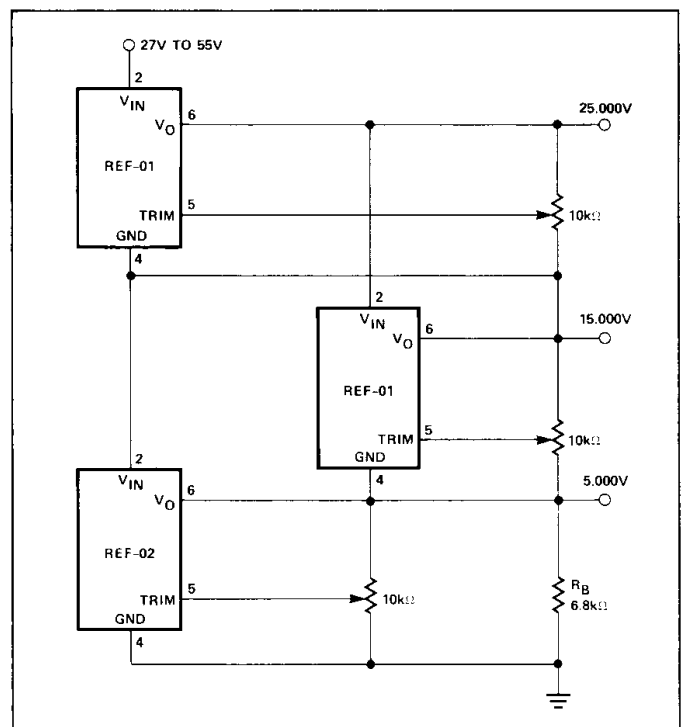 27V TO 55V
2
VIN
VO
6
25.000V
REF-01
TRIM
5
10kΩ
GND
4
2
VIN
VO
6
15.000V
REF-01
TRIM
5
10kΩ
GND
4
2
VIN
VO
6
5.000V
REF-02
TRIM
5
10kΩ
RB
6.8kΩ
GND
4